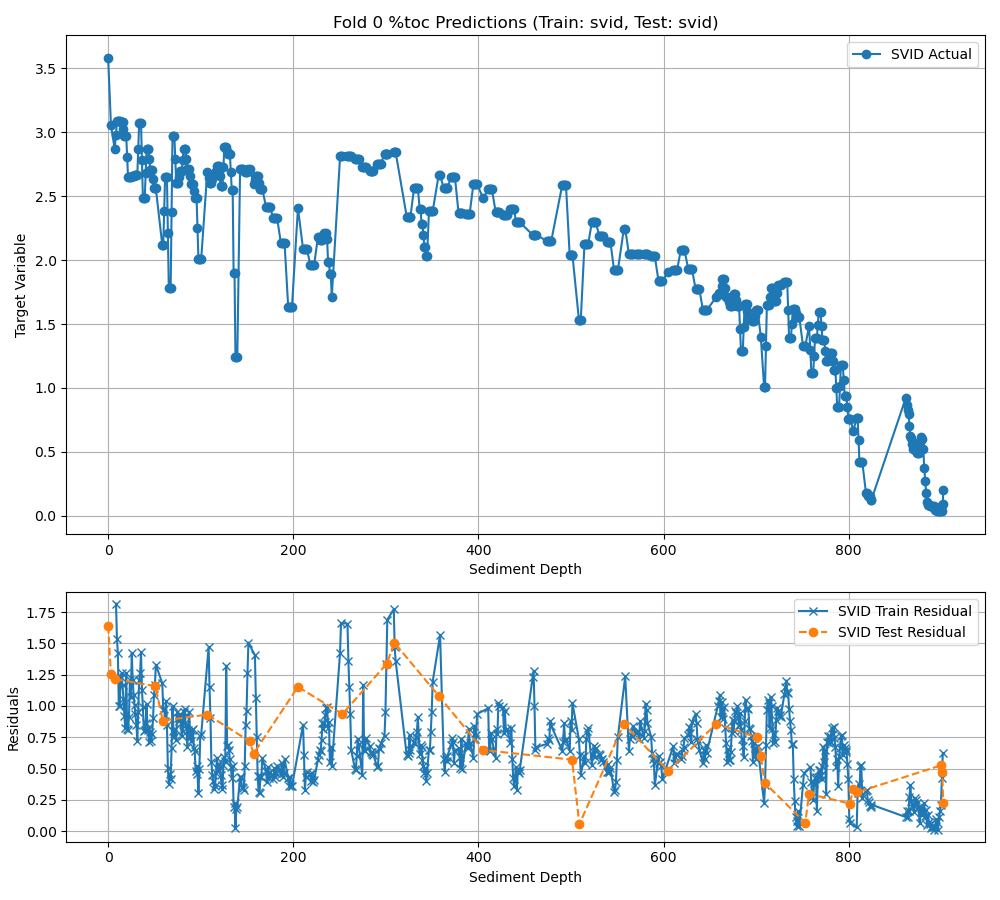 Fold 0 %toc Predictions (Train: svid, Test: svid)
SVID Actual
Target Variable
3.5
3.0
2.5
2.0
1.5
1.0
0.5
0.0
0 200 400 600 800
Sediment Depth
SVID Train Residual
SVID Test Residual
Residuals
1.75
1.50
1.25
1.00
0.75
0.50
0.25
0.00
0 200 400 600 800
Sediment Depth